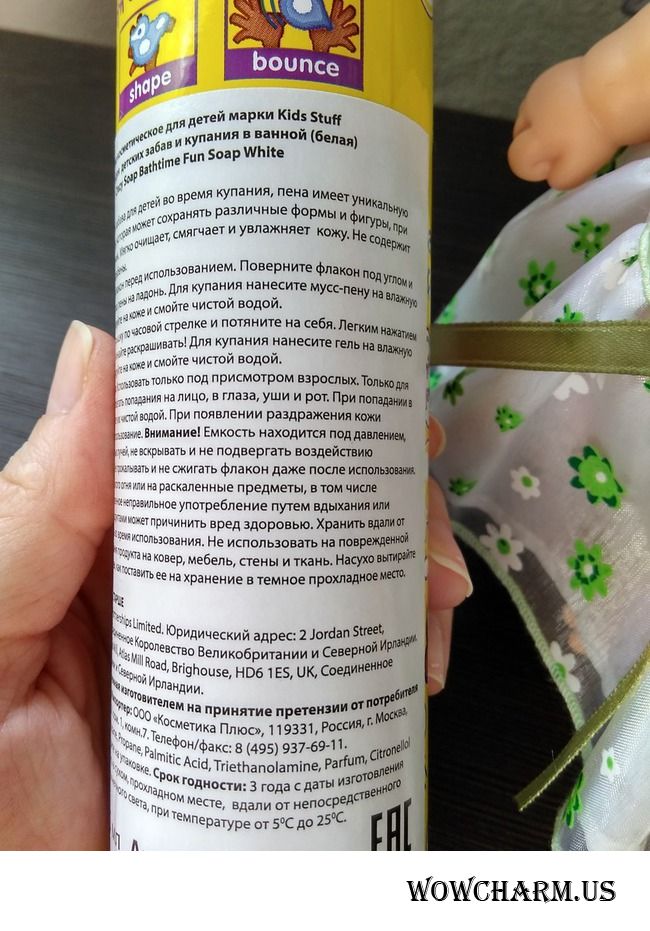 shape
bounce
для детей марки Kids Stuff
детских забав и купания в ванной (белая)
Soap Bathtime Fun Soap White
для детей во время купания, пена имеет уникальную
может сохранять различные формы и фигуры, при
очищает, смягчает и увлажняет кожу. Не содержит
перед использованием. Поверните флакон под углом и
на ладонь. Для купания нанесите мусс-пену на влажную
на коже и смойте чистой водой.
по часовой стрелке и потяните на себя. Легким нажатием
раскрашивать! Для купания нанесите гель на влажную
на коже и смойте чистой водой.
только под присмотром взрослых. Только для
попадания на лицо, в глаза, уши и рот. При попадании в
чистой водой. При появлении раздражения кожи
Внимание! Емкость находится под давлением,
не вскрывать и не подвергать воздействию
и не сжигать флакон даже после использования.
огня или на раскаленные предметы, в том числе
неправильное употребление путем вдыхания или
может причинить вред здоровью. Хранить вдали от
время использования. Не использовать на поврежденной
продукта на ковер, мебель, стены и ткань. Насухо вытирайте
поставить ее на хранение в темное прохладное место.
Limited. Юридический адрес: 2 Jordan Street,
Королевство Великобритании и Северной Ирландии.
Atlas Mill Road, Brighouse, HD6 1ES, UK, Соединенное
и Северной Ирландии.
изготовителем на принятие претензии от потребителя
ООО «Косметика Плюс», 119331, Россия, г. Москва,
1, комн.7. Телефон/факс: 8 (495) 937-69-11.
Propane, Palmitic Acid, Triethanolamine, Parfum, Citronellol
на упаковке. Срок годности: 3 года с даты изготовления
прохладном месте, вдали от непосредственного
света, при температуре от 5°С до 25°С.
EAC
WOWCHARM.US